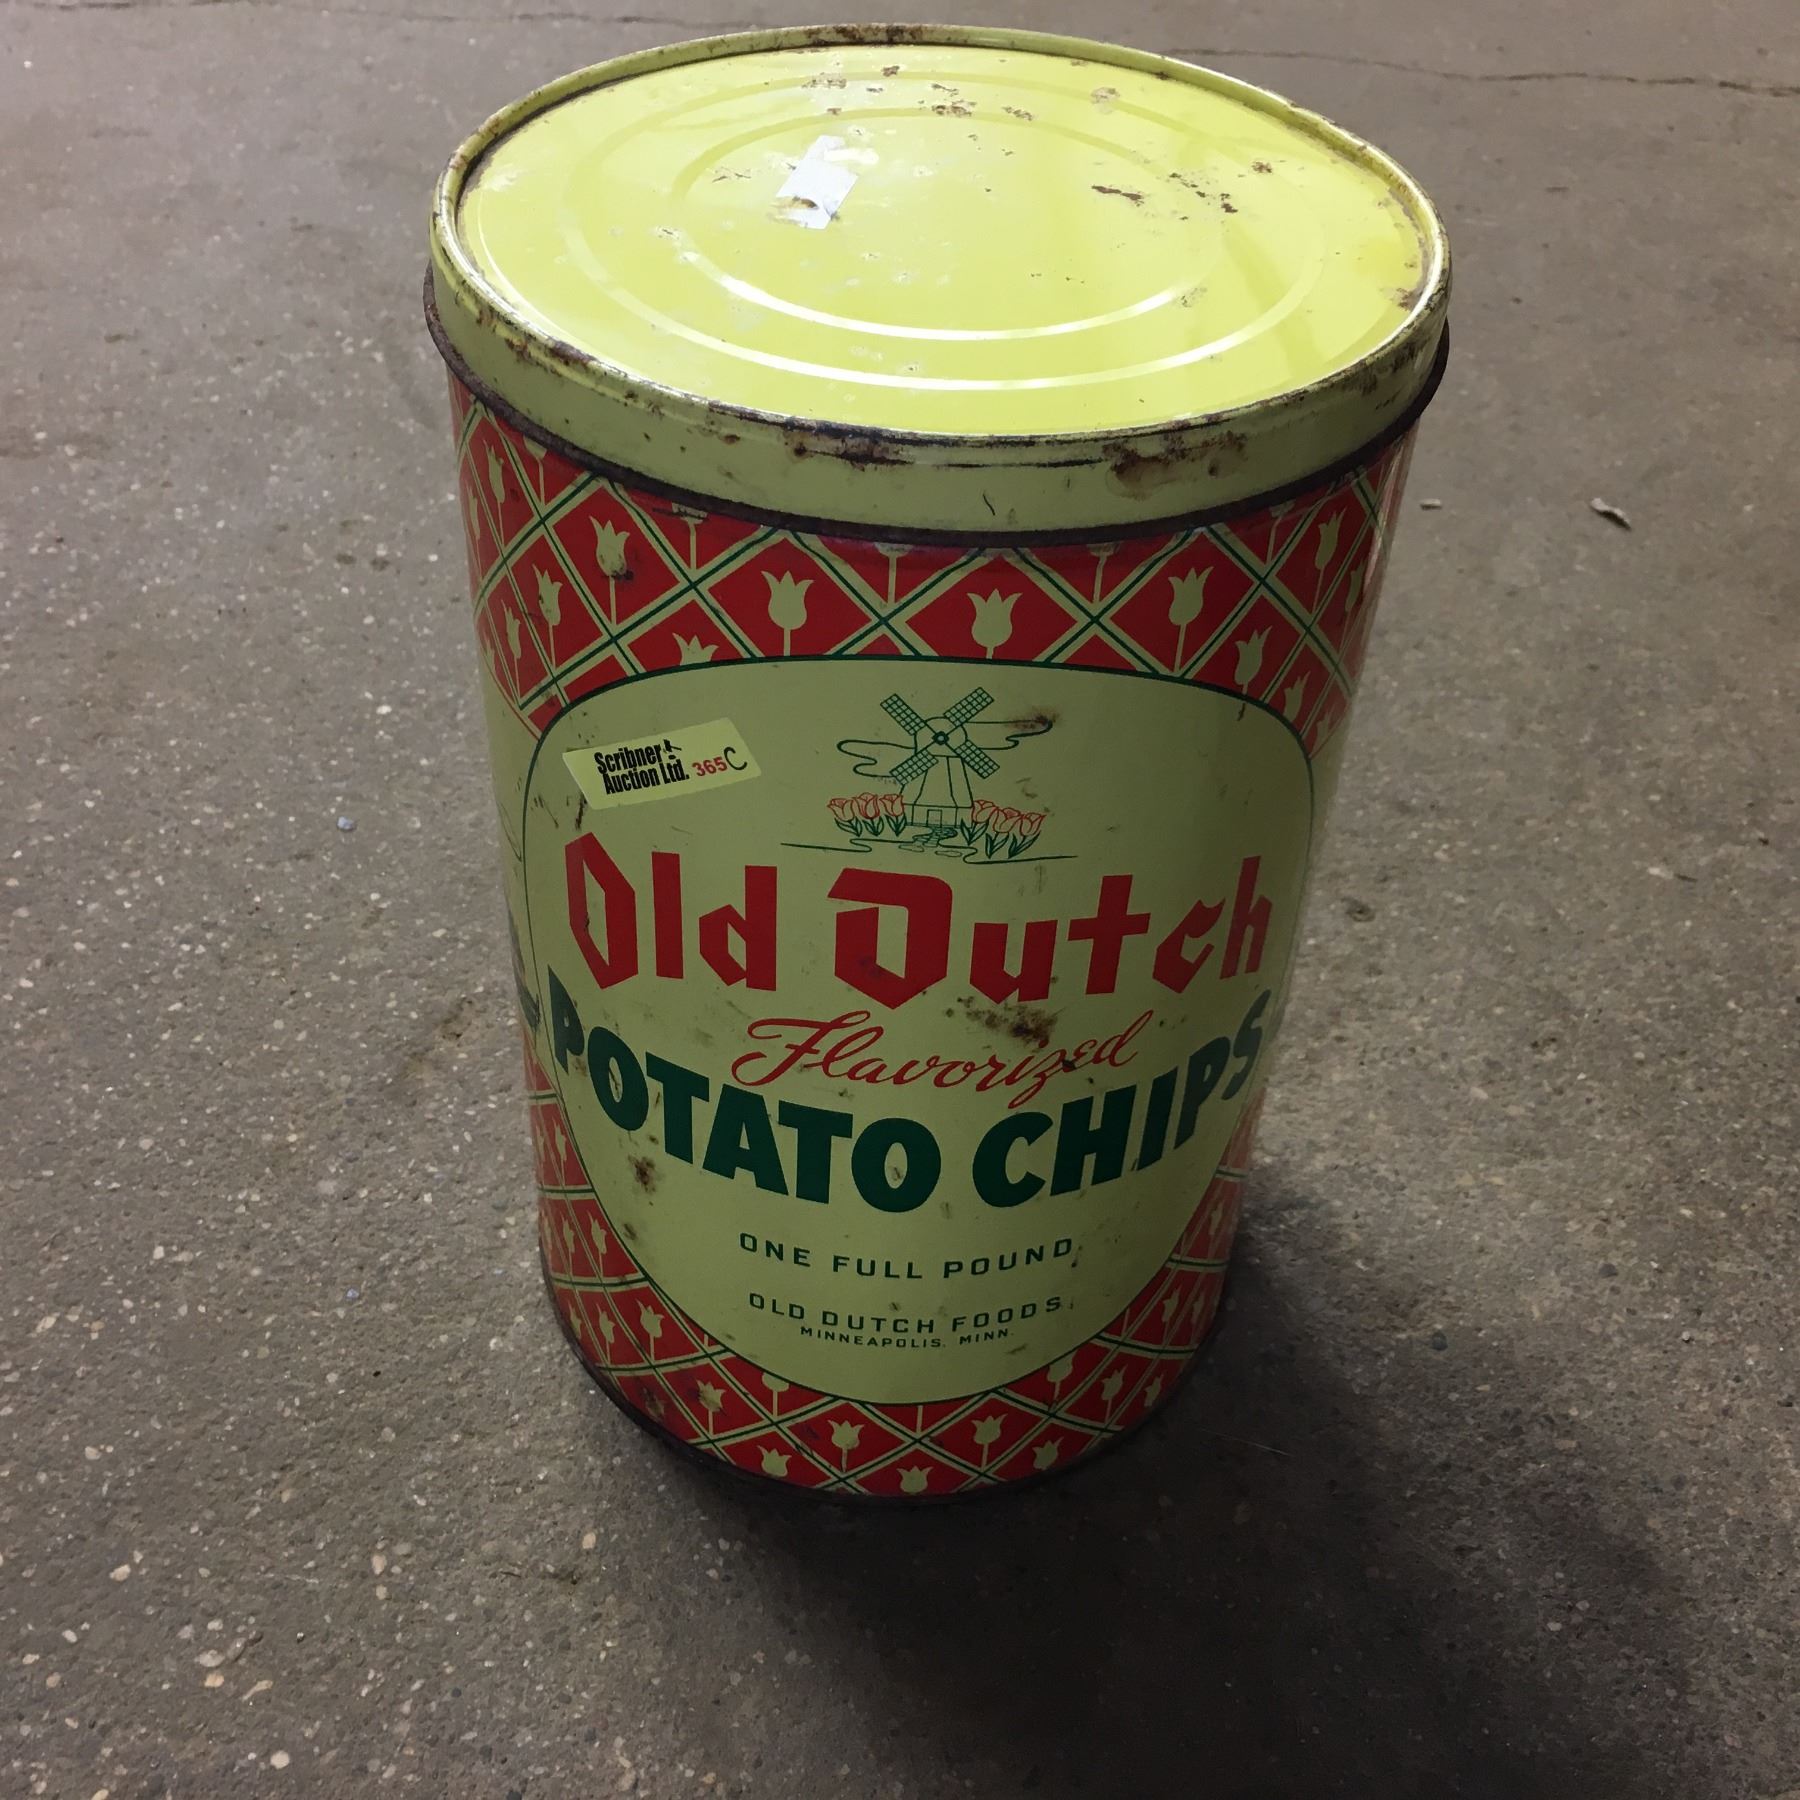 Scribner
Auction Ltd. 365C
Old Dutch
Flavorized
POTATO CHIPS
ONE FULL POUND
OLD DUTCH FOODS
MINNEAPOLIS, MINN.